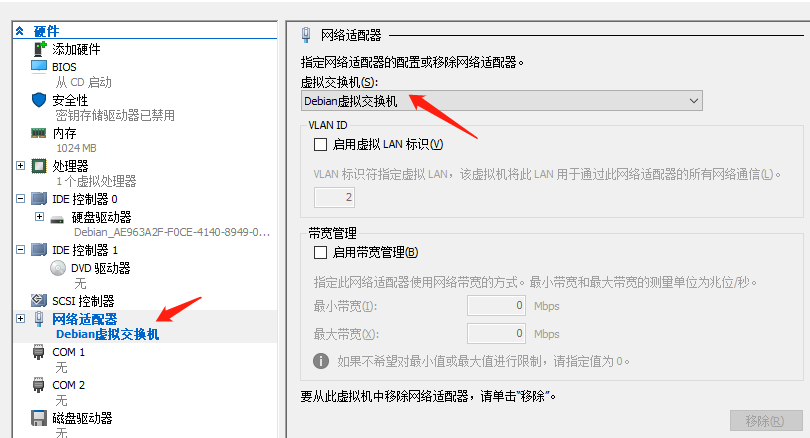 硬件
添加硬件
BIOS
从 CD 启动
安全性
密钥存储驱动器已禁用
内存
1024 MB
处理器
1 个虚拟处理器
IDE 控制器 0
硬盘驱动器
Debian_AE963A2F-F0CE-4140-8949-0...
IDE 控制器 1
DVD 驱动器
无
SCSI 控制器
网络适配器
Debian虚拟交换机
COM 1
无
COM 2
无
磁盘驱动器
无
网络适配器
指定网络适配器的配置或移除网络适配器。
虚拟交换机(S):
Debian虚拟交换机
VLAN ID
启用虚拟 LAN 标识(V)
VLAN 标识符指定虚拟 LAN，该虚拟机将此 LAN 用于通过此网络适配器的所有网络通信(L)。
2
带宽管理
启用带宽管理(B)
指定此网络适配器使用网络带宽的方式。最小带宽和最大带宽的测量单位为兆位/秒。
最小带宽(I): 0 Mbps
最大带宽(X): 0 Mbps
如果不希望对最小值或最大值进行限制，请指定值为 0。
要从此虚拟机中移除网络适配器，请单击"移除"。
移除(R)